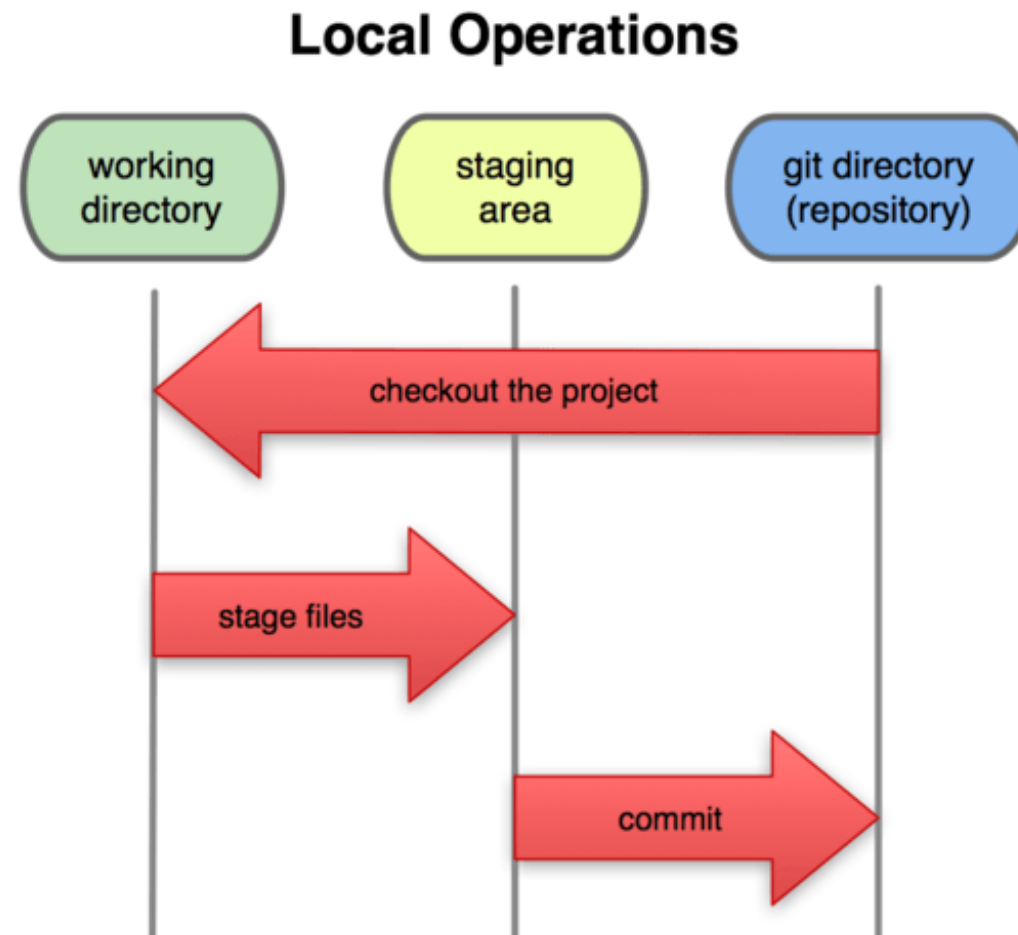 Local Operations
working
directory
staging
area
git directory
(repository)
checkout the project
stage files
commit